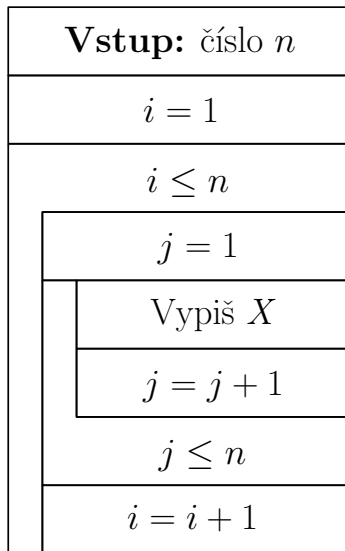 Vstup: číslo n
i = 1
i ≤ n
j = 1
Vypiš X
j = j + 1
j ≤ n
i = i + 1